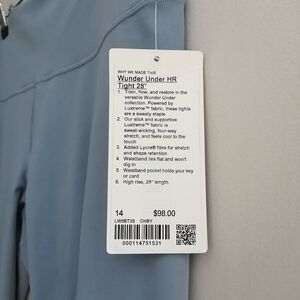 WHY WE MADE THIS
Wunder Under HR
Tight 28"
1. Train, flow, and restore in the
versatile Wunder Under
collection. Powered by
Luxtreme™ fabric, these tights
are a sweaty staple
2. Our slick and supportive
Luxtreme™ fabric is
sweat-wicking, four-way
stretch, and feels cool to the
touch
3. Added Lycra® fibre for stretch
and shape retention
4. Waistband lies flat and won't
dig in
5. Waistband pocket holds your key
or card
6. High rise, 28" length
14 $98.00
LW5BT3S CHBY
000114751531